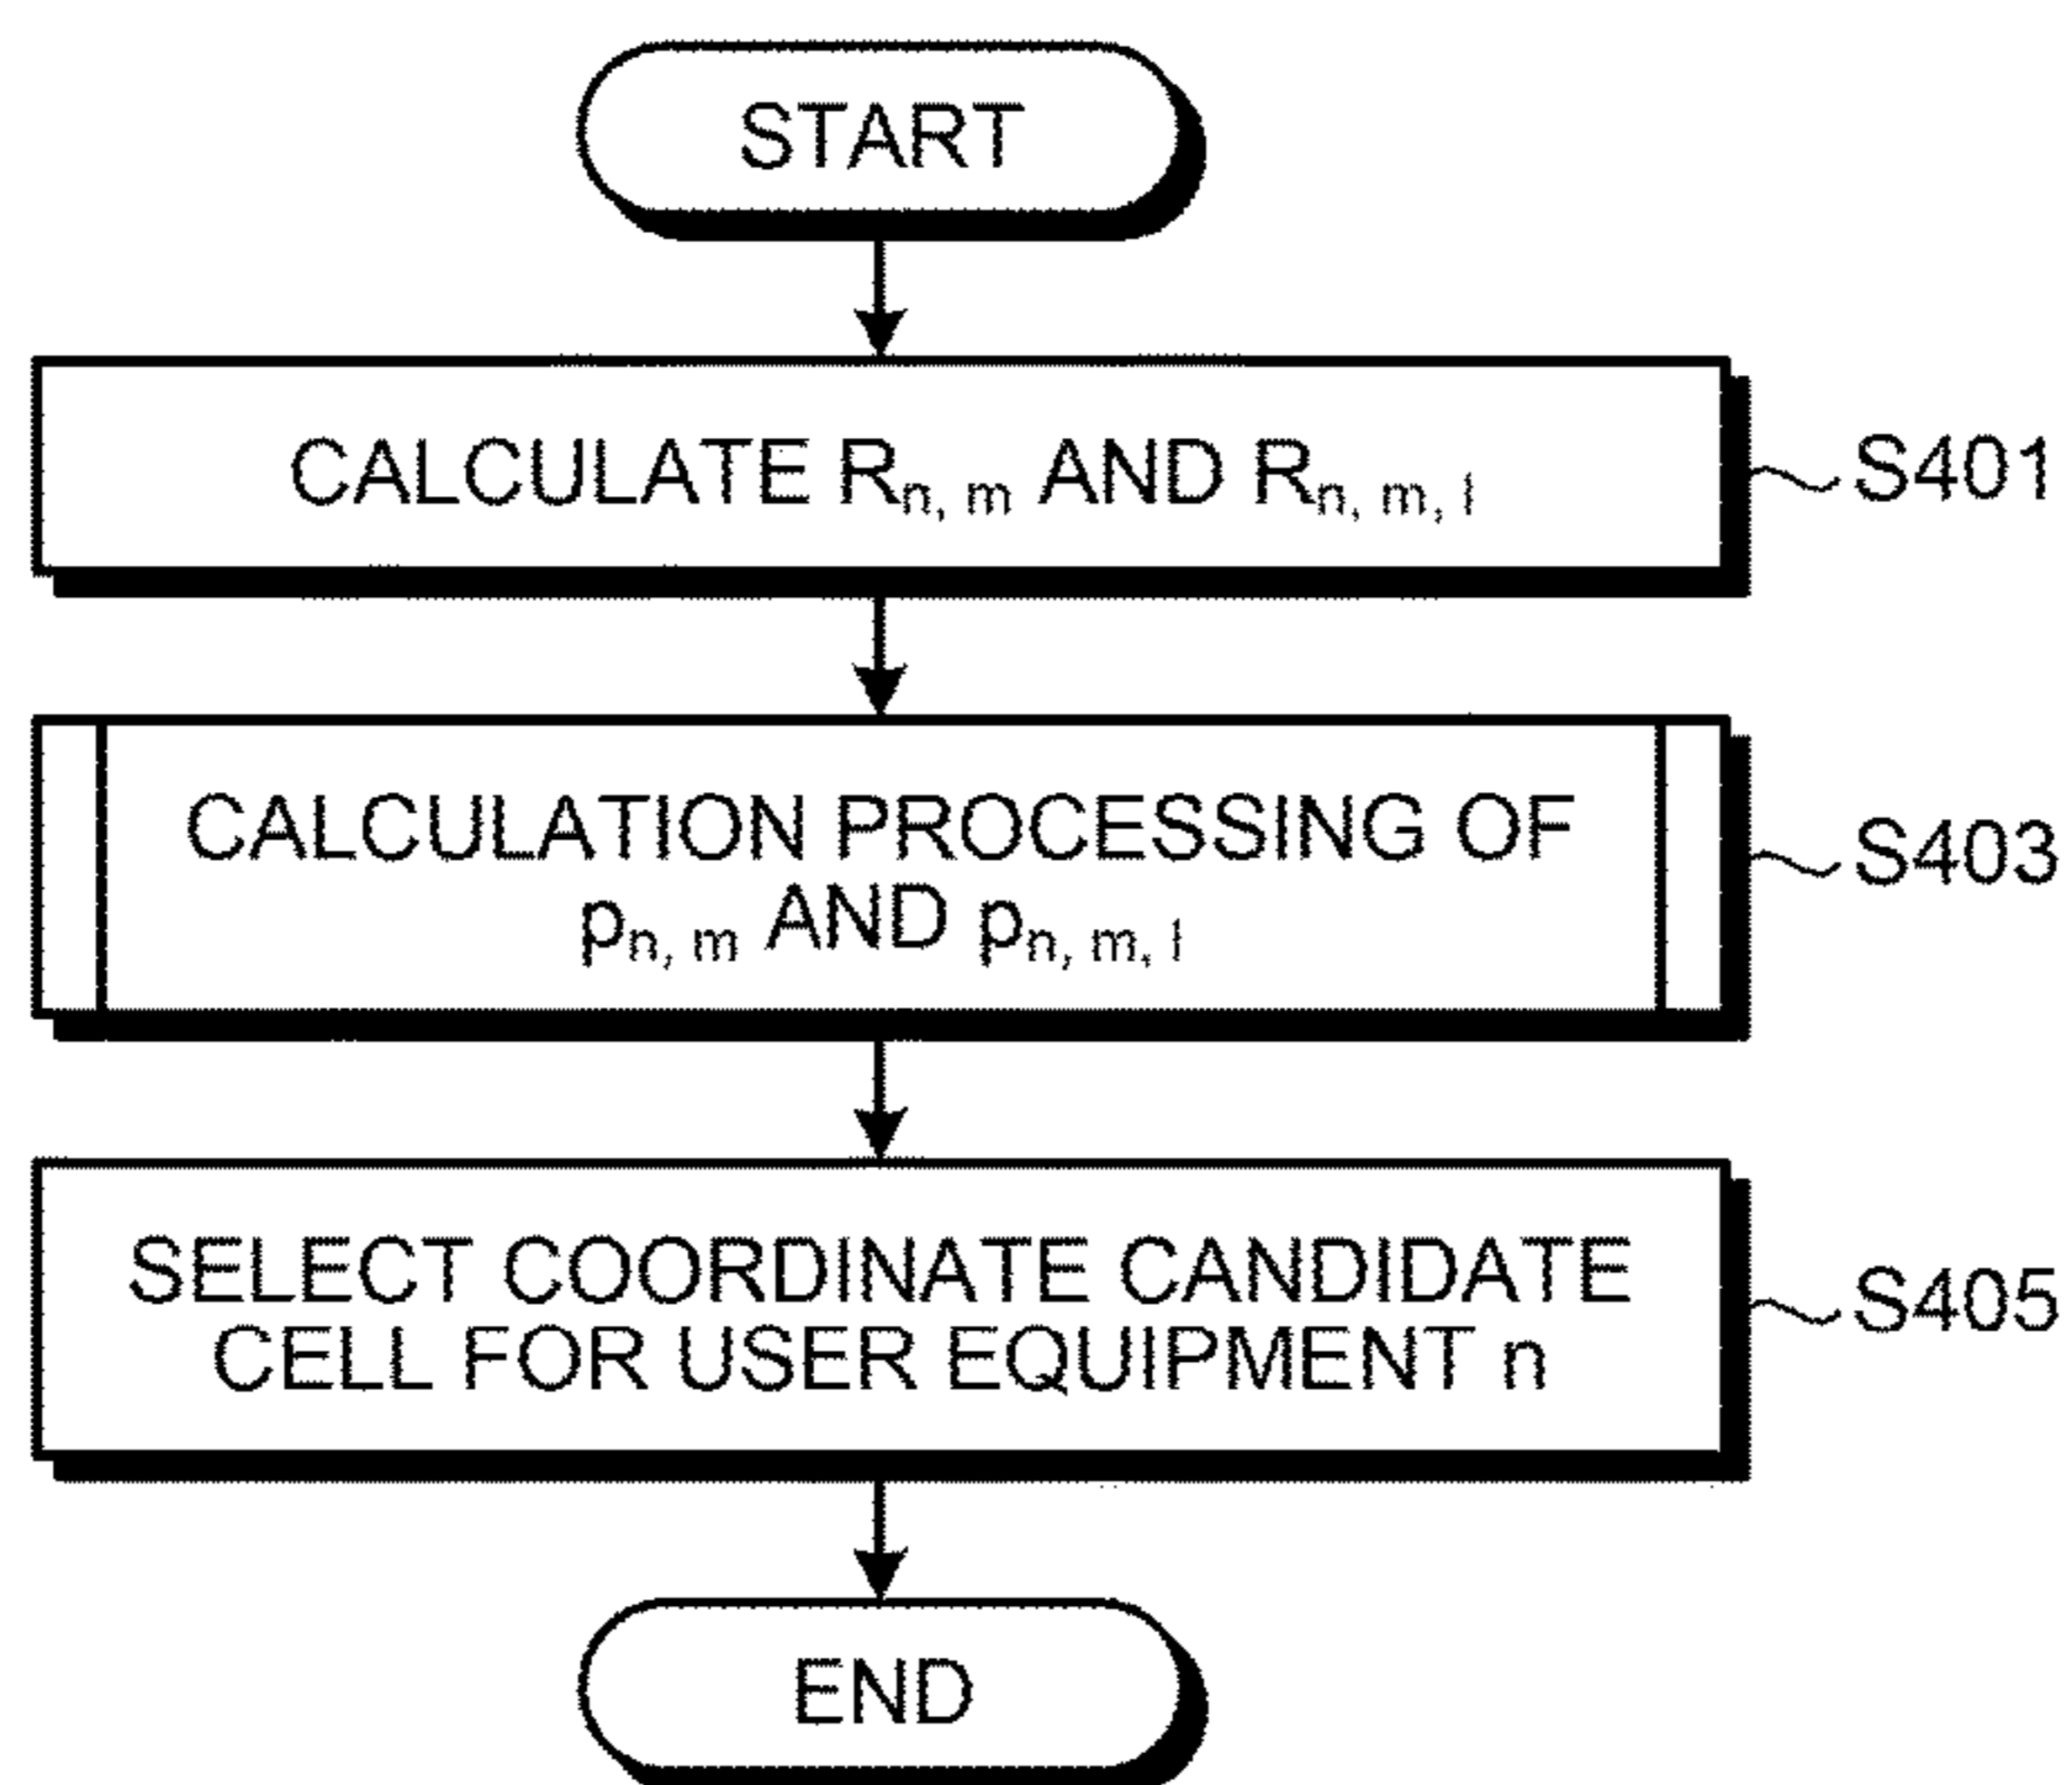 START
CALCULATE Rn, m AND Rn, m, l
S401
CALCULATION PROCESSING OF
pn, m AND pn, m, l
S403
SELECT COORDINATE CANDIDATE
CELL FOR USER EQUIPMENT n
S405
END